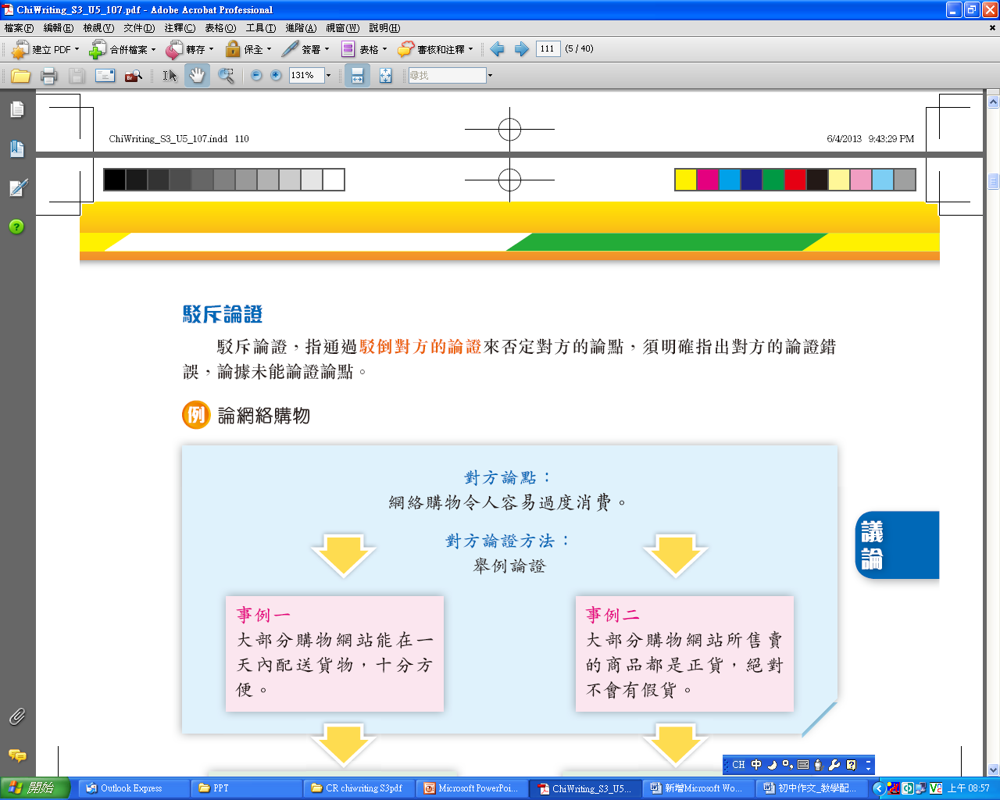 ChiWriting_S3_U5_107.pdf - Adobe Acrobat Professional
檔案(F) 編輯(E) 檢視(V) 文件(D) 注釋(C) 表格(O) 工具(T) 進階(A) 視窗(W) 說明(H)
建立 PDF 合併檔案 轉存 保全 簽署 表格 審核和注釋 111 (5 / 40)
Br 131% 尋找
ChiWriting_S3_U5_107.indd 110 6/4/2013 9:43:29 PM
駁斥論證
駁斥論證，指通過駁倒對方的論證來否定對方的論點，須明確指出對方的論證錯
誤，論據未能論證論點。
例 論網絡購物
對方論點：
網絡購物令人容易過度消費。
對方論證方法：
舉例論證
議
論
事例一
大部分購物網站能在一
天內配送貨物，十分方
便。
事例二
大部分購物網站所售賣
的商品都是正貨，絕對
不會有假貨。
CH 中
開始 Outlook Express PPT CR chiwriting S3pdf Microsoft PowerPoi... ChiWriting_S3_U5... 新增Microsoft Wo... 初中作文_教學配... 上午 08:57